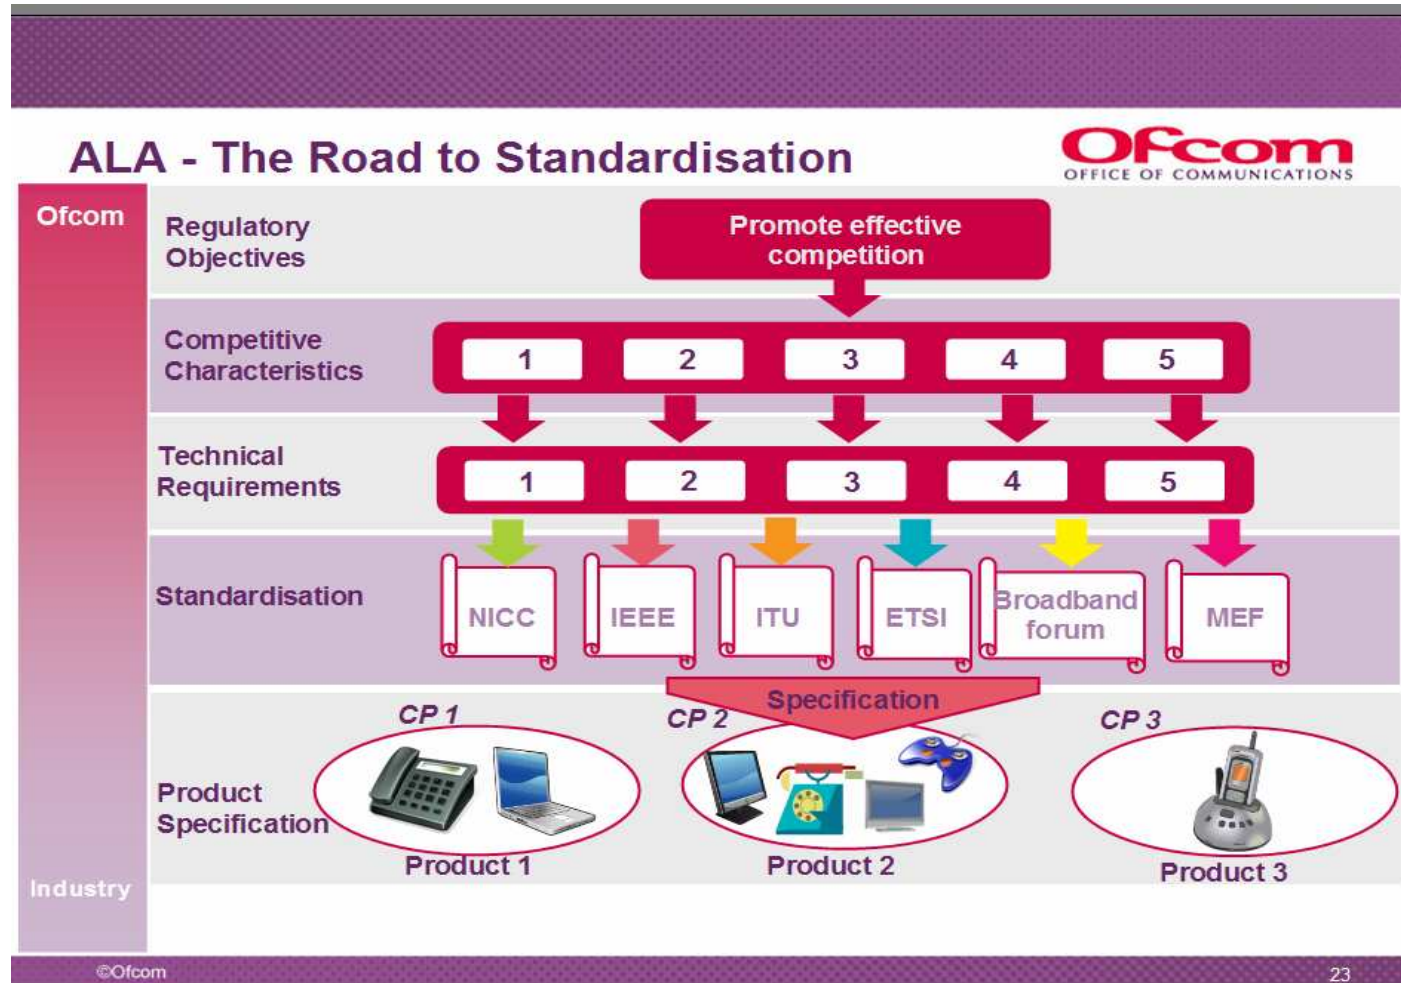 ALA - The Road to Standardisation
Ofcom
OFFICE OF COMMUNICATIONS
Ofcom
Regulatory
Objectives
Promote effective
competition
Competitive
Characteristics
1 2 3 4 5
Technical
Requirements
1 2 3 4 5
Standardisation
NICC
IEEE
ITU
ETSI
Broadband
forum
MEF
Specification
CP 1
CP 2
CP 3
Product
Specification
Product 1
Product 2
Product 3
Industry
©Ofcom
23